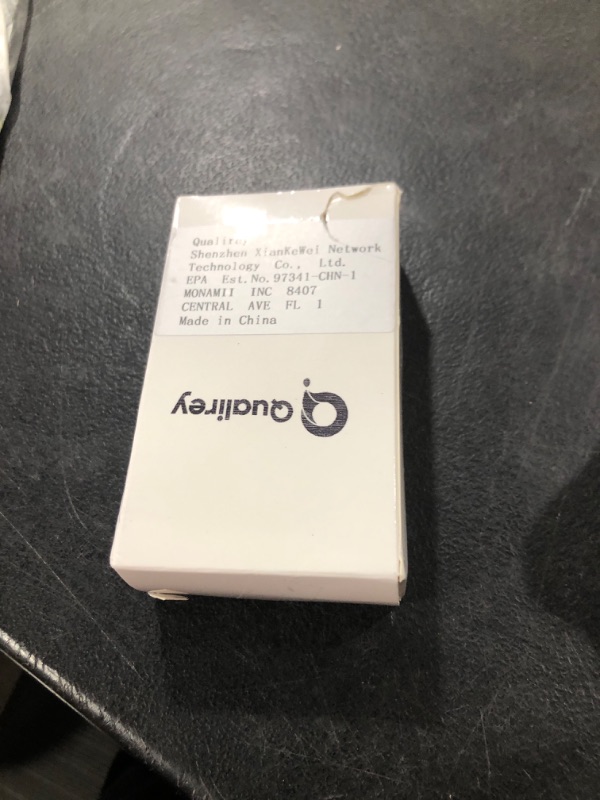 Qualirey
Shenzhen XianKeWei Network
Technology Co., Ltd.
EPA Est.No.97341-CHN-1
MONAMII INC 8407
CENTRAL AVE FL 1
Made in China
Qualirey